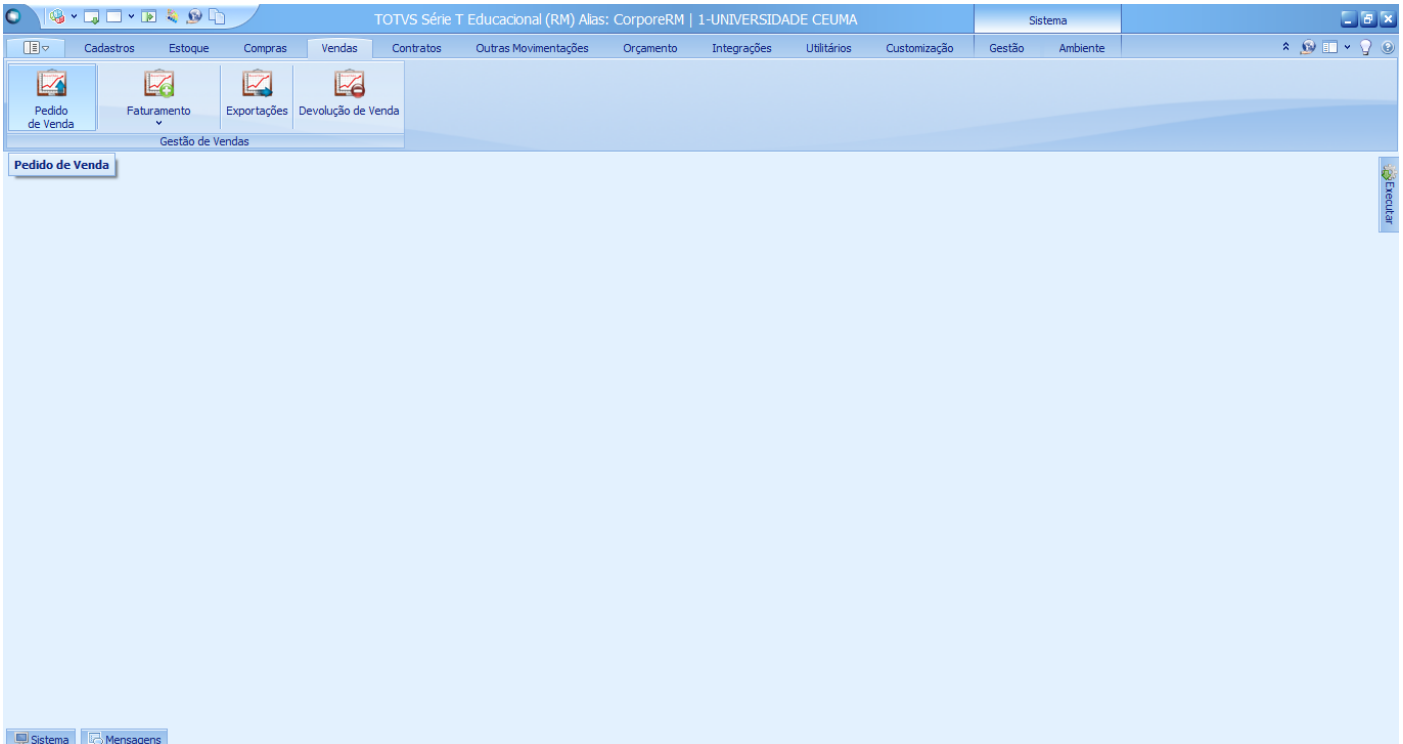 TOTVS Série T Educacional (RM) Alias: CorporeRM | 1-UNIVERSIDADE CEUMA
Sistema
Cadastros Estoque Compras Vendas Contratos Outras Movimentações Orçamento Integrações Utilitários Customização Gestão Ambiente
Pedido
de Venda
Faturamento
Exportações
Devolução de Venda
Gestão de Vendas
Pedido de Venda
Executar
Sistema Mensagens